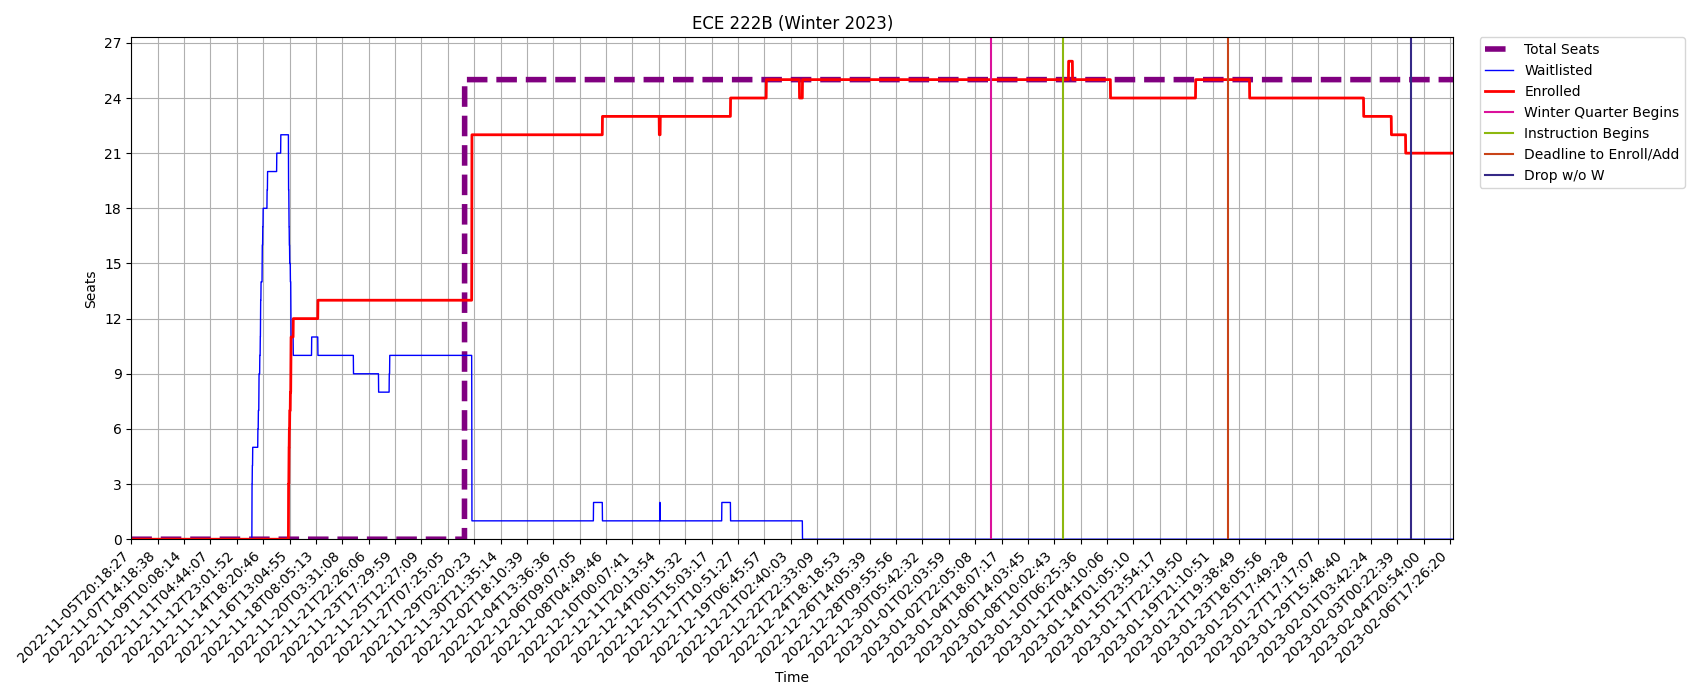 ECE 222B (Winter 2023)
27
24
21
18
15
12
9
6
3
0
Seats
2022-11-05T20:18:27
2022-11-07T14:18:38
2022-11-09T10:08:14
2022-11-11T04:44:07
2022-11-12T23:01:52
2022-11-14T18:20:46
2022-11-16T13:04:55
2022-11-18T08:05:13
2022-11-20T03:31:08
2022-11-21T22:26:06
2022-11-23T17:29:59
2022-11-25T12:27:09
2022-11-27T07:25:05
2022-11-29T02:20:23
2022-11-30T21:35:14
2022-12-02T18:10:39
2022-12-04T13:36:36
2022-12-06T09:07:05
2022-12-08T04:49:46
2022-12-10T00:07:41
2022-12-11T20:13:54
2022-12-14T00:15:32
2022-12-15T15:03:17
2022-12-17T10:51:27
2022-12-19T06:45:57
2022-12-21T02:40:03
2022-12-22T22:33:09
2022-12-24T18:18:53
2022-12-26T14:05:39
2022-12-28T09:55:56
2022-12-30T05:42:32
2023-01-01T02:03:59
2023-01-02T22:05:08
2023-01-04T18:07:17
2023-01-06T14:03:45
2023-01-08T10:02:43
2023-01-10T06:25:36
2023-01-12T04:10:06
2023-01-14T01:05:10
2023-01-15T23:54:17
2023-01-17T22:19:50
2023-01-19T21:10:51
2023-01-21T19:38:49
2023-01-23T18:05:56
2023-01-25T17:49:28
2023-01-27T17:17:07
2023-01-29T15:48:40
2023-02-01T03:42:24
2023-02-03T00:22:39
2023-02-04T20:54:00
2023-02-06T17:26:20
Time
Total Seats
Waitlisted
Enrolled
Winter Quarter Begins
Instruction Begins
Deadline to Enroll/Add
Drop w/o W